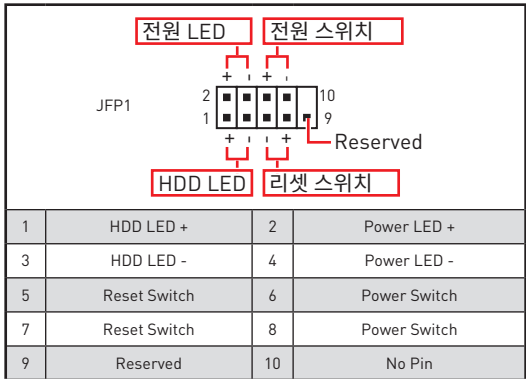 전원 LED 전원 스위치
+ - + -
JFP1
2 10
1 9
+ - - +
Reserved
HDD LED 리셋 스위치
1 HDD LED + 2 Power LED +
3 HDD LED - 4 Power LED -
5 Reset Switch 6 Power Switch
7 Reset Switch 8 Power Switch
9 Reserved 10 No Pin